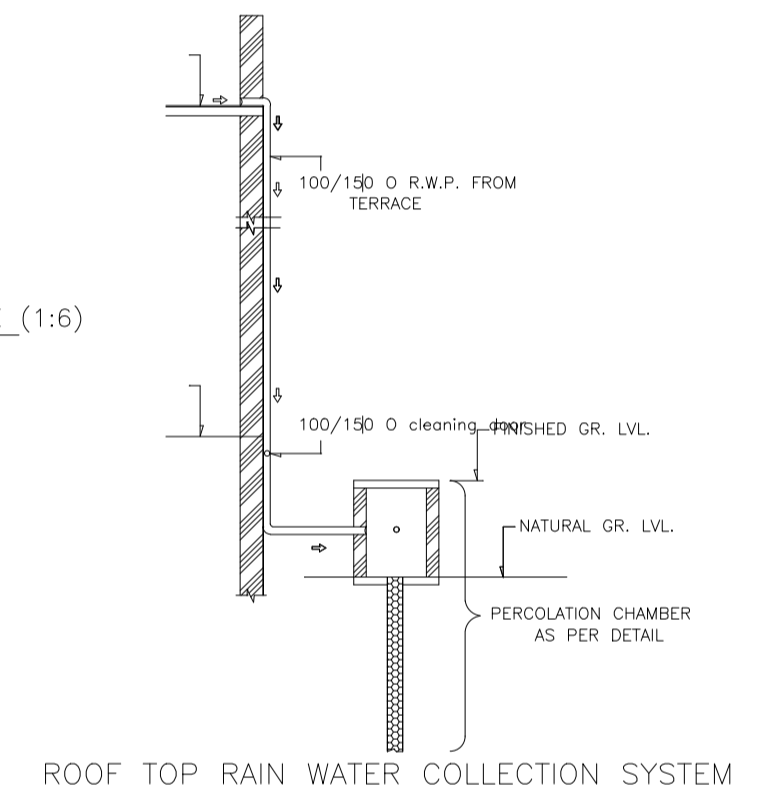 100/150 O R.W.P. FROM
TERRACE
(1:6)
100/150 O cleaning door
FINISHED GR. LVL.
NATURAL GR. LVL.
PERCOLATION CHAMBER
AS PER DETAIL
ROOF TOP RAIN WATER COLLECTION SYSTEM